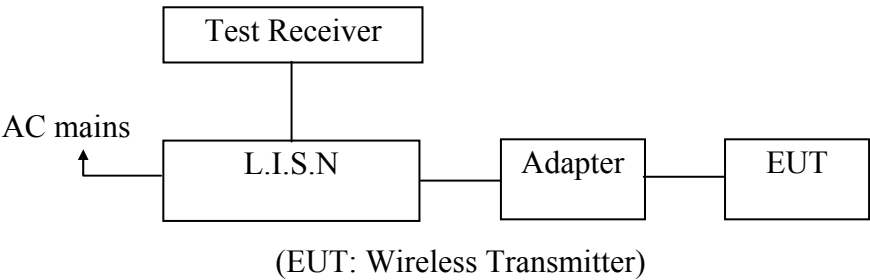 Test Receiver
AC mains
L.I.S.N
Adapter
EUT
(EUT: Wireless Transmitter)